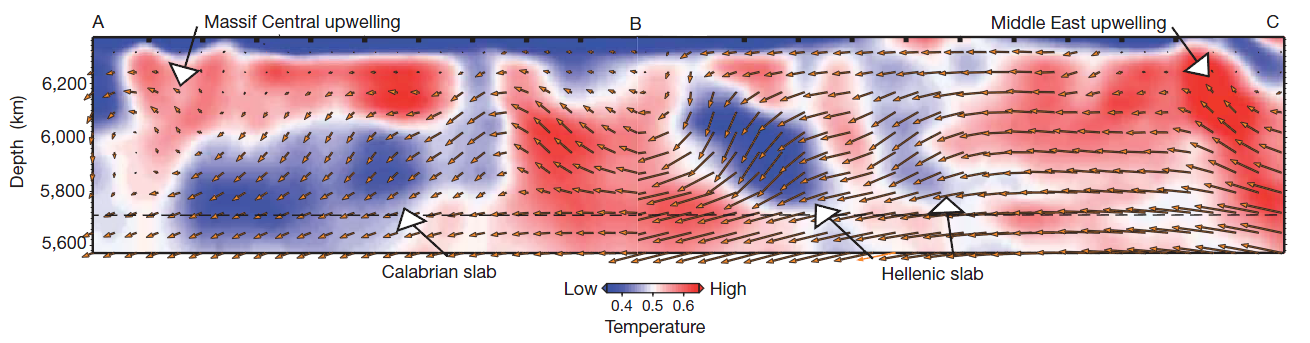 A Massif Central upwelling B Middle East upwelling C
6,200
6,000
5,800
5,600
Depth (km)
Calabrian slab Hellenic slab
Low High
0.4 0.5 0.6
Temperature